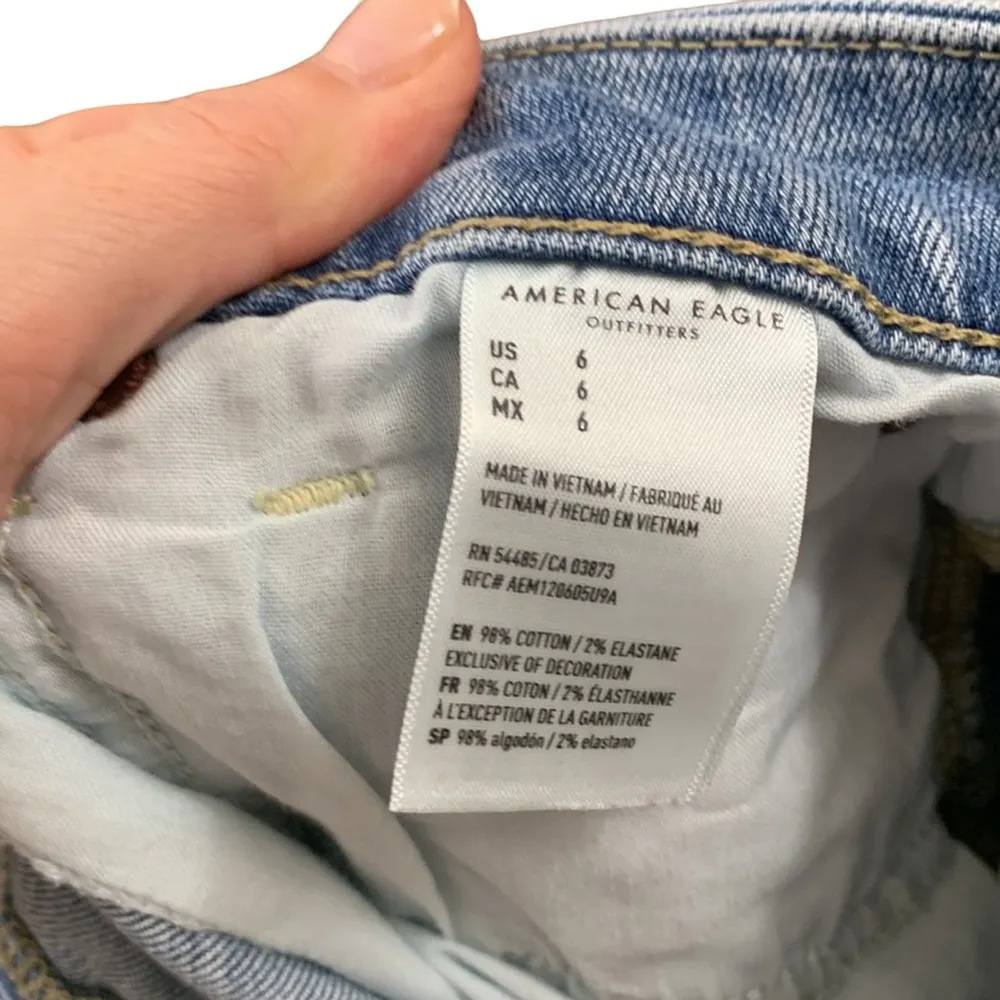 AMERICAN EAGLE
OUTFITTERS
US 6
CA 6
MX 6
MADE IN VIETNAM / FABRIQUÉ AU
VIETNAM / HECHO EN VIETNAM
RN 54485/CA 03873
RFC# AEM120605U9A
EN 98% COTTON / 2% ELASTANE
EXCLUSIVE OF DECORATION
FR 98% COTON / 2% ÉLASTHANNE
À L'EXCEPTION DE LA GARNITURE
SP 98% algodón / 2% elastano